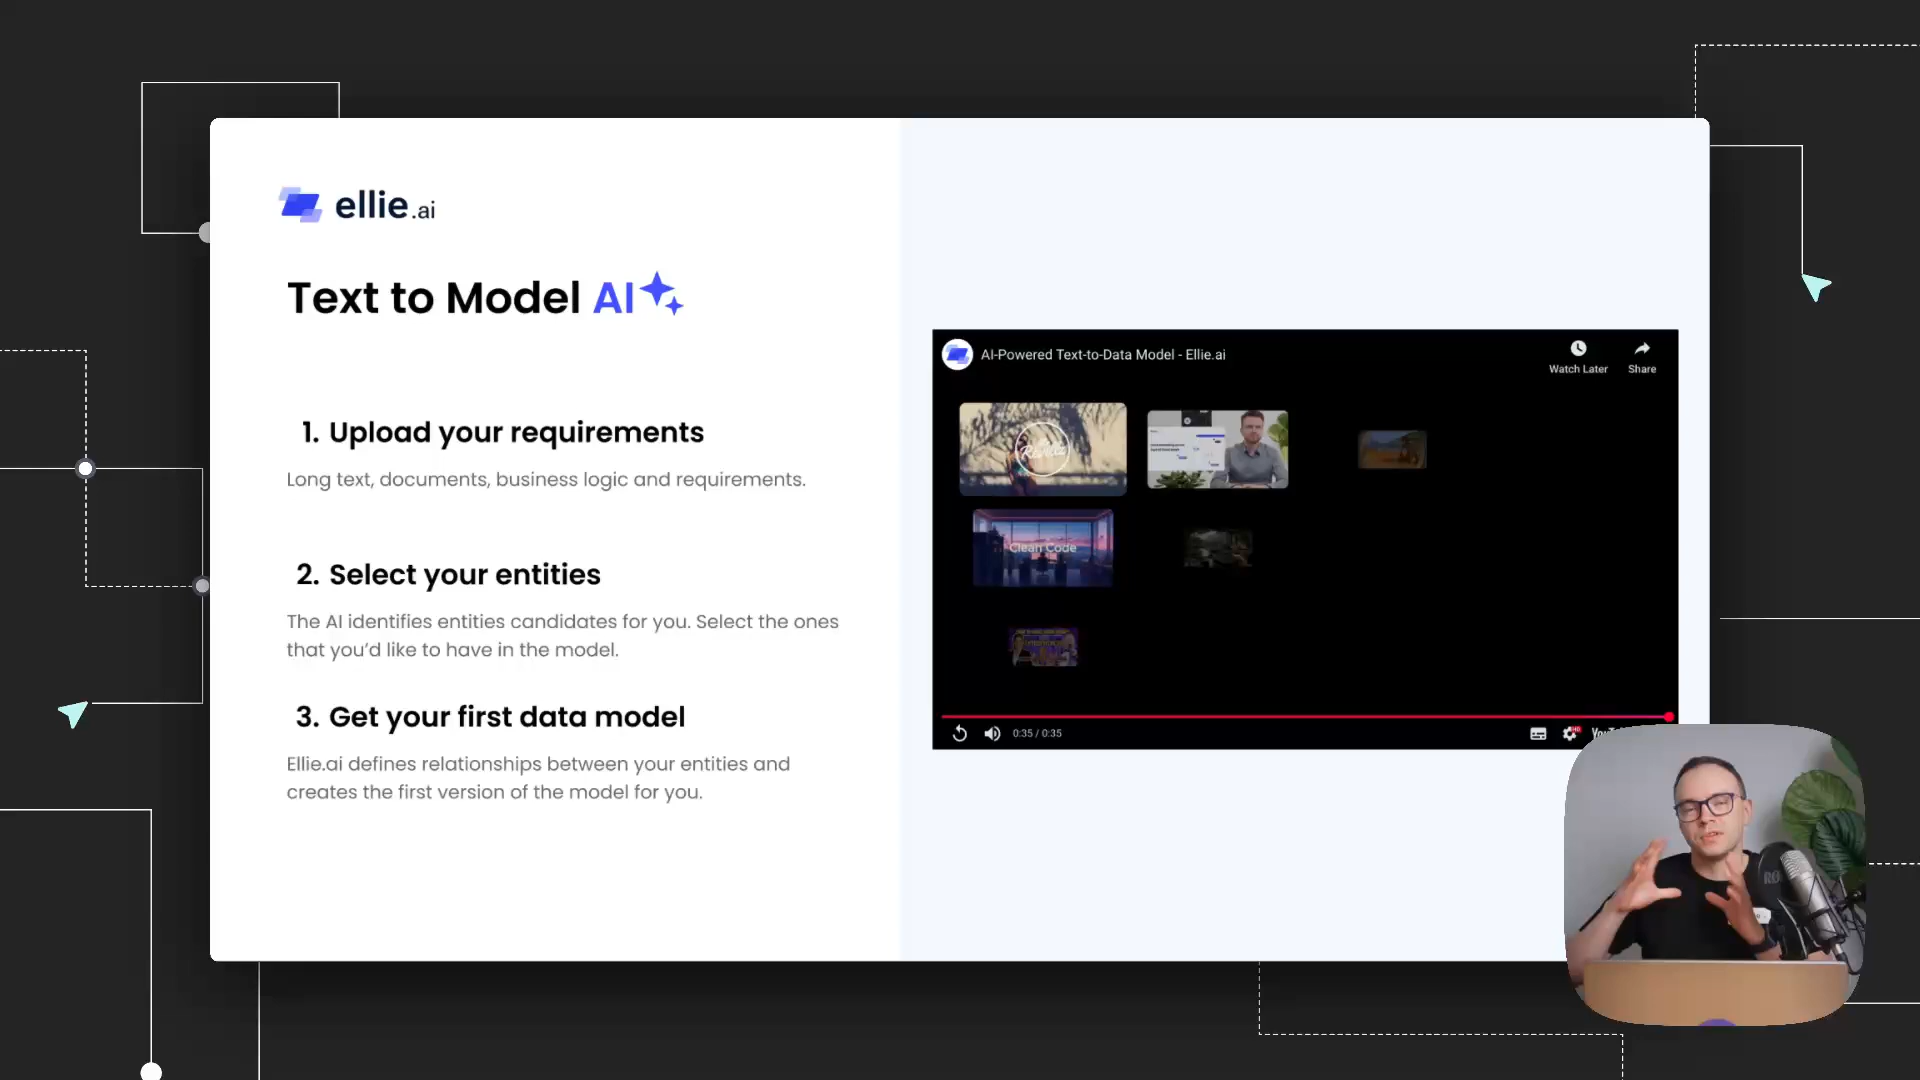 ellie.ai
Text to Model AI
1. Upload your requirements
Long text, documents, business logic and requirements.
2. Select your entities
The AI identifies entities candidates for you. Select the ones
that you'd like to have in the model.
3. Get your first data model
Ellie.ai defines relationships between your entities and
creates the first version of the model for you.
AI-Powered Text-to-Data Model - Ellie.ai
Watch Later
Share
Clean Code
0:35 / 0:35